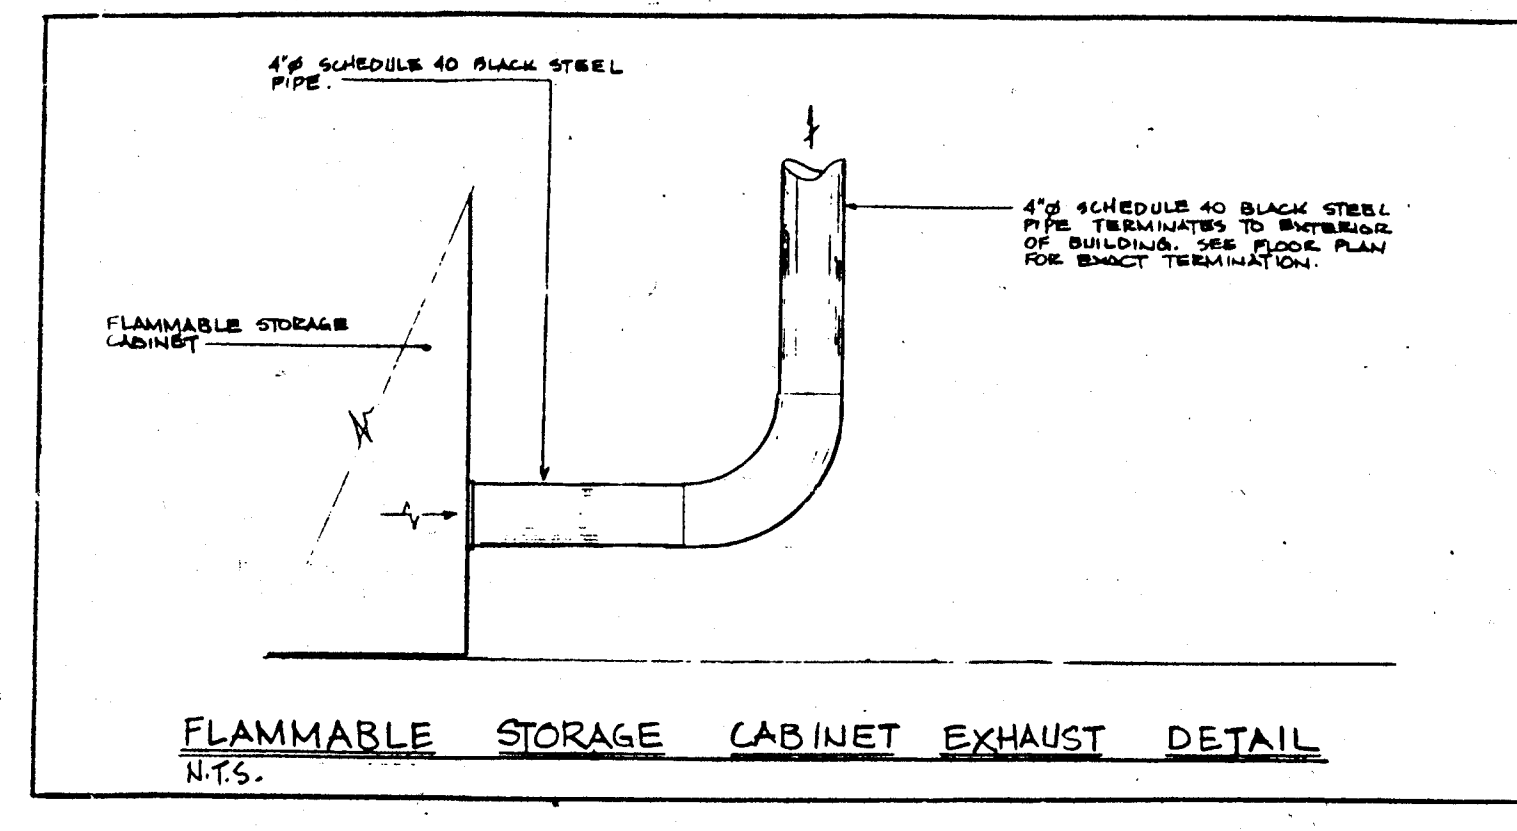 4"Ø SCHEDULE 40 BLACK STEEL
PIPE.
4"Ø SCHEDULE 40 BLACK STEEL
PIPE TERMINATES TO EXTERIOR
OF BUILDING. SEE FLOOR PLAN
FOR EXACT TERMINATION.
FLAMMABLE STORAGE
CABINET
FLAMMABLE STORAGE CABINET EXHAUST DETAIL
N.T.S.